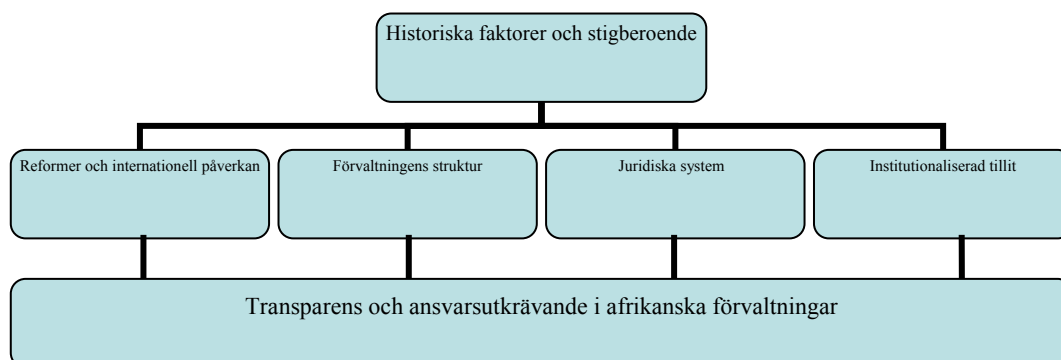 Historiska faktorer och stigberoende
Reformer och internationell påverkan
Förvaltningens struktur
Juridiska system
Institutionaliserad tillit
Transparens och ansvarsutkrävande i afrikanska förvaltningar